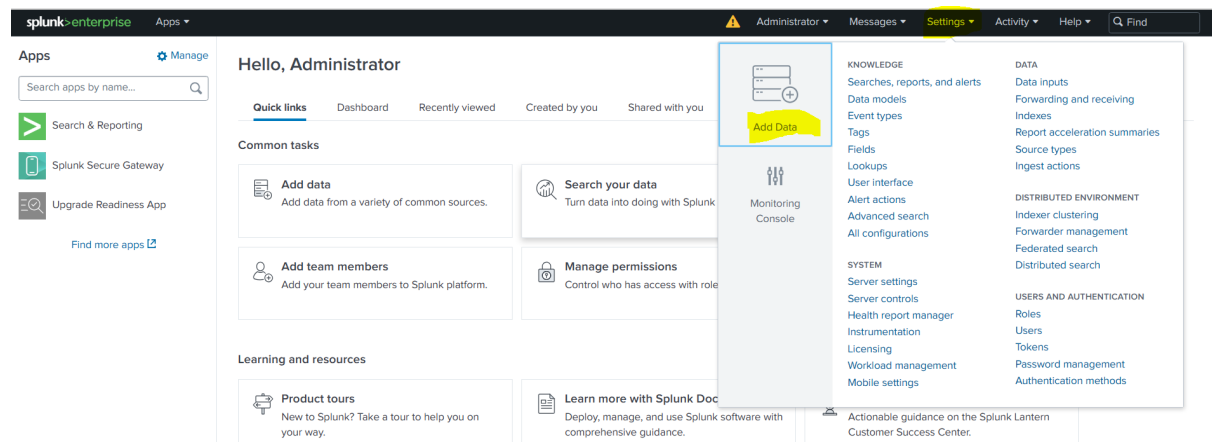 splunk>enterprise Apps
Administrator Messages Settings Activity Help Find
Apps
Manage
Search apps by name...
Search & Reporting
Splunk Secure Gateway
Upgrade Readiness App
Find more apps
Hello, Administrator
Quick links Dashboard Recently viewed Created by you Shared with you
Common tasks
Add data
Add data from a variety of common sources.
Search your data
Turn data into doing with Splunk
Add team members
Add your team members to Splunk platform.
Manage permissions
Control who has access with role
Learning and resources
Product tours
New to Splunk? Take a tour to help you on
your way.
Learn more with Splunk Doc
Deploy, manage, and use Splunk software with
comprehensive guidance.
Actionable guidance on the Splunk Lantern
Customer Success Center.
Add Data
Monitoring
Console
KNOWLEDGE
Searches, reports, and alerts
Data models
Event types
Tags
Fields
Lookups
User interface
Alert actions
Advanced search
All configurations
SYSTEM
Server settings
Server controls
Health report manager
Instrumentation
Licensing
Workload management
Mobile settings
DATA
Data inputs
Forwarding and receiving
Indexes
Report acceleration summaries
Source types
Ingest actions
DISTRIBUTED ENVIRONMENT
Indexer clustering
Forwarder management
Federated search
Distributed search
USERS AND AUTHENTICATION
Roles
Users
Tokens
Password management
Authentication methods